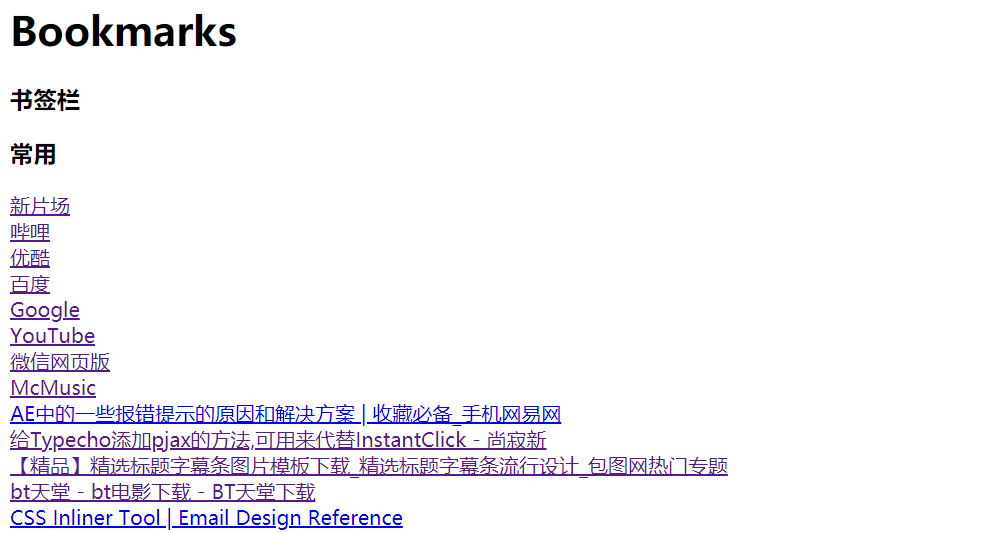 Bookmarks
书签栏
常用
新片场
哔哩
优酷
百度
Google
YouTube
微信网页版
McMusic
AE中的一些报错提示的原因和解决方案 | 收藏必备_手机网易网
给Typecho添加pjax的方法,可用来代替InstantClick - 尚寂新
【精品】精选标题字幕条图片模板下载_精选标题字幕条流行设计_包图网热门专题
bt天堂 - bt电影下载 - BT天堂下载
CSS Inliner Tool | Email Design Reference